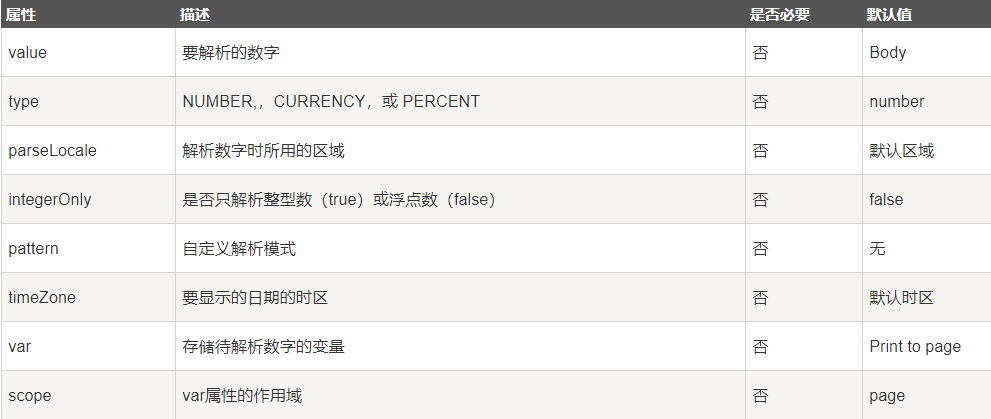 属性 描述 是否必要 默认值
value 要解析的数字 否 Body
type NUMBER,，CURRENCY，或 PERCENT 否 number
parseLocale 解析数字时所用的区域 否 默认区域
integerOnly 是否只解析整型数（true）或浮点数（false） 否 false
pattern 自定义解析模式 否 无
timeZone 要显示的日期的时区 否 默认时区
var 存储待解析数字的变量 否 Print to page
scope var属性的作用域 否 page